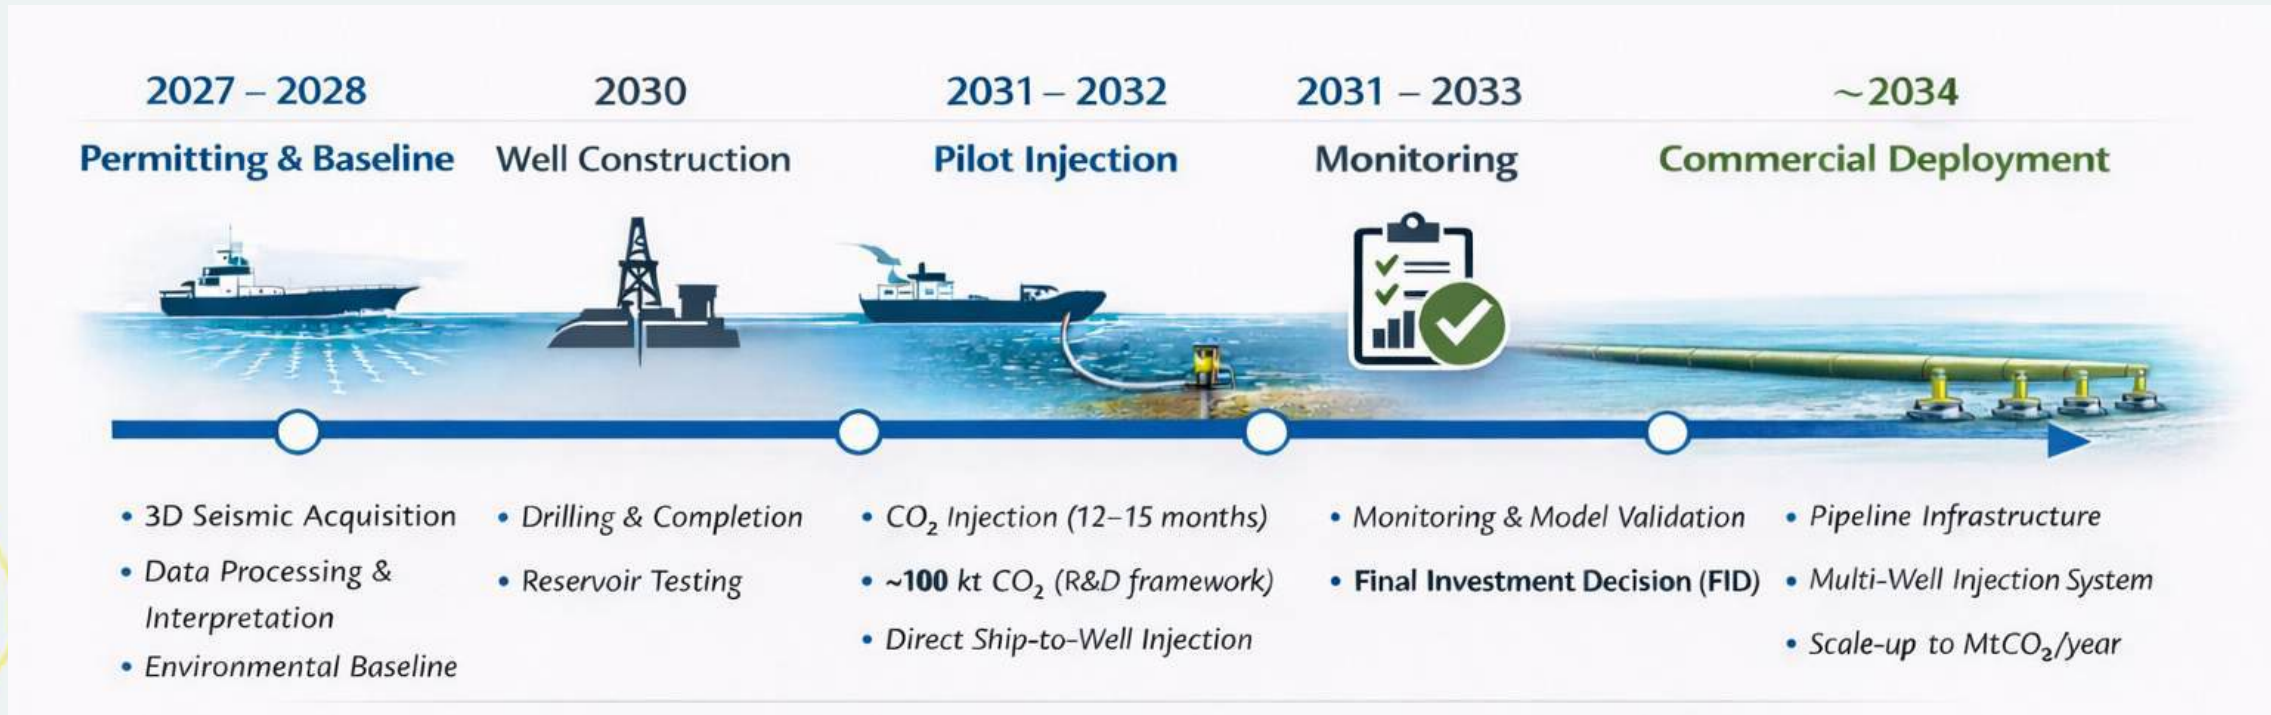 2027 – 2028
Permitting & Baseline
• 3D Seismic Acquisition
• Data Processing &
Interpretation
• Environmental Baseline
2030
Well Construction
• Drilling & Completion
• Reservoir Testing
2031 – 2032
Pilot Injection
• CO₂ Injection (12–15 months)
• ~100 kt CO₂ (R&D framework)
• Direct Ship-to-Well Injection
2031 – 2033
Monitoring
• Monitoring & Model Validation
• Final Investment Decision (FID)
~2034
Commercial Deployment
• Pipeline Infrastructure
• Multi-Well Injection System
• Scale-up to MtCO₂/year